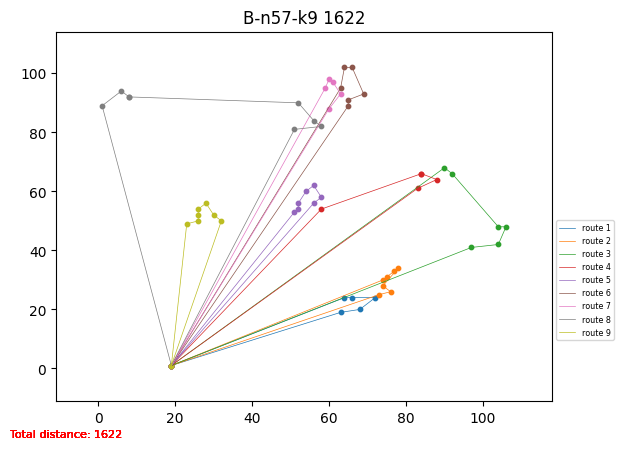 B-n57-k9 1622
100
80
60
40
20
0
0 20 40 60 80 100
route 1
route 2
route 3
route 4
route 5
route 6
route 7
route 8
route 9
Total distance: 1622